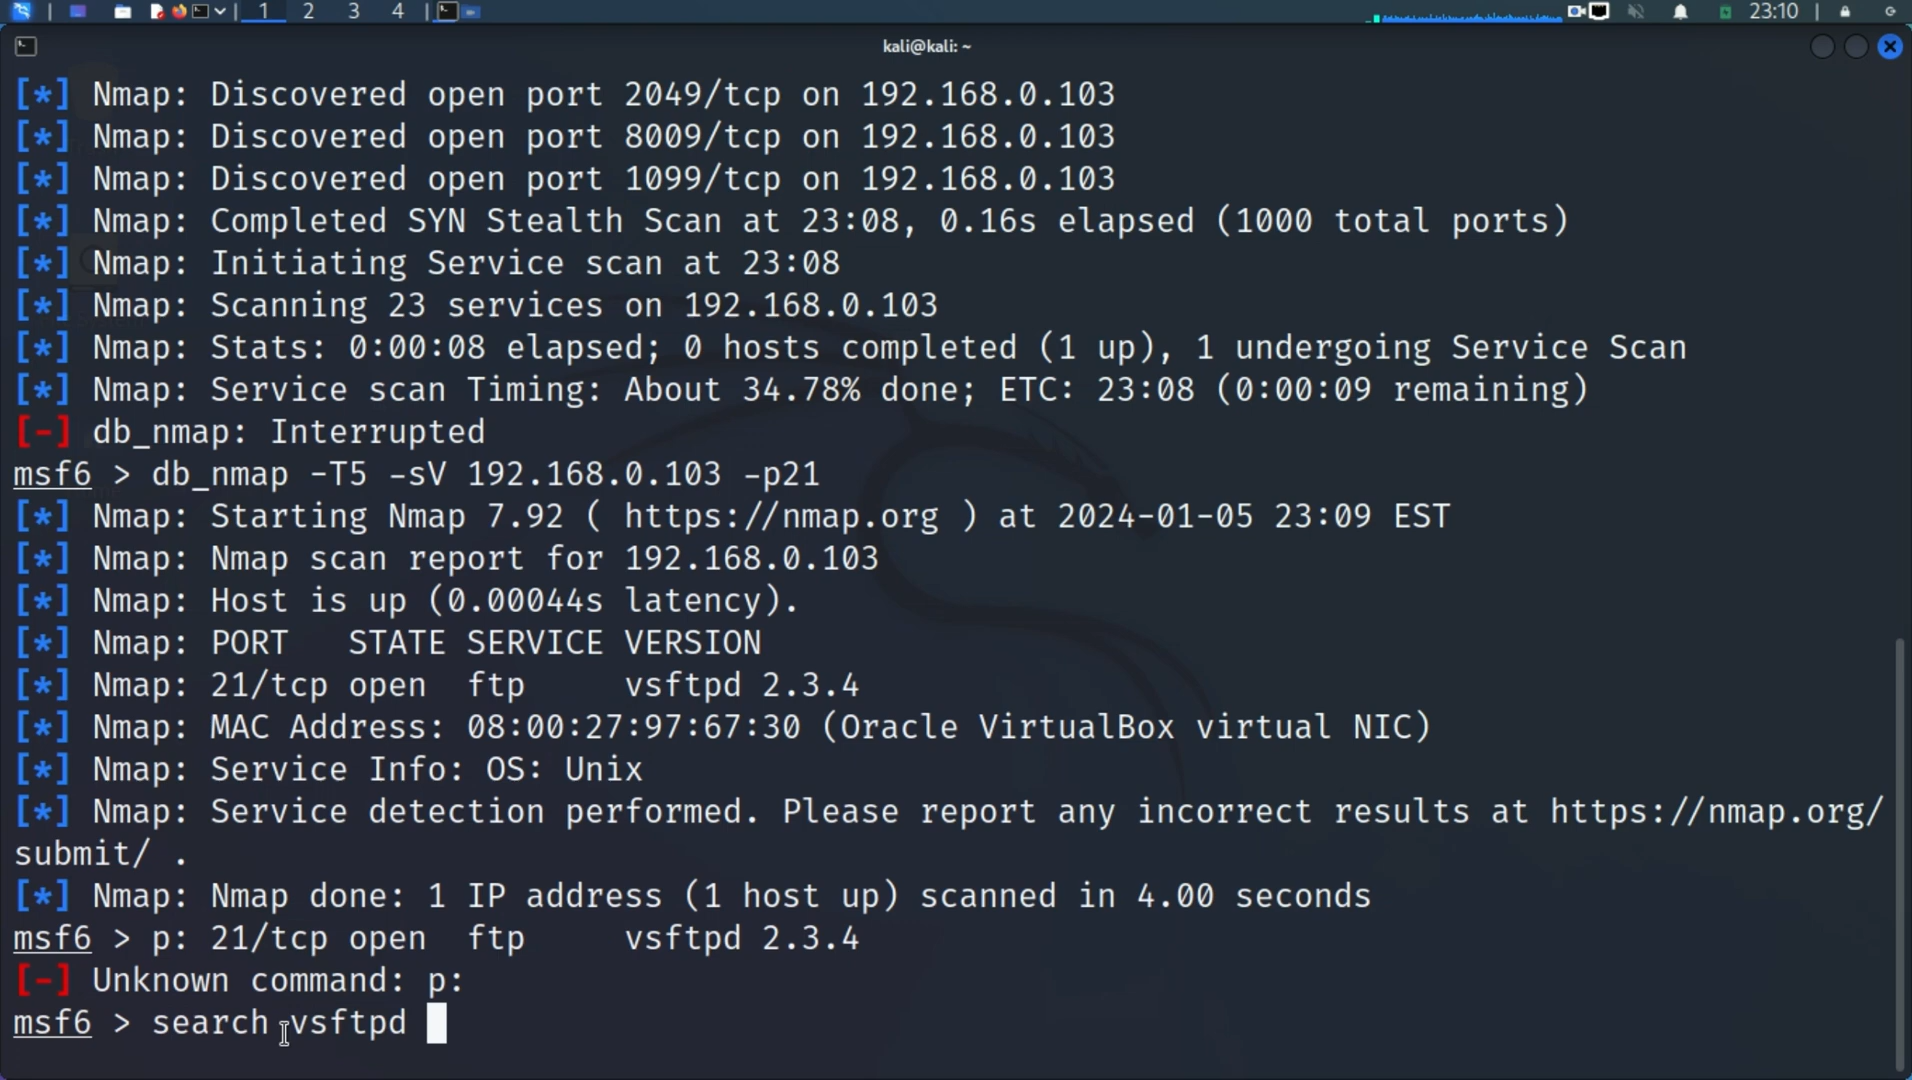 1 2 3 4 23:10
kali@kali: ~
[*] Nmap: Discovered open port 2049/tcp on 192.168.0.103
[*] Nmap: Discovered open port 8009/tcp on 192.168.0.103
[*] Nmap: Discovered open port 1099/tcp on 192.168.0.103
[*] Nmap: Completed SYN Stealth Scan at 23:08, 0.16s elapsed (1000 total ports)
[*] Nmap: Initiating Service scan at 23:08
[*] Nmap: Scanning 23 services on 192.168.0.103
[*] Nmap: Stats: 0:00:08 elapsed; 0 hosts completed (1 up), 1 undergoing Service Scan
[*] Nmap: Service scan Timing: About 34.78% done; ETC: 23:08 (0:00:09 remaining)
[-] db_nmap: Interrupted
msf6 > db_nmap -T5 -sV 192.168.0.103 -p21
[*] Nmap: Starting Nmap 7.92 ( https://nmap.org ) at 2024-01-05 23:09 EST
[*] Nmap: Nmap scan report for 192.168.0.103
[*] Nmap: Host is up (0.00044s latency).
[*] Nmap: PORT   STATE SERVICE VERSION
[*] Nmap: 21/tcp open  ftp     vsftpd 2.3.4
[*] Nmap: MAC Address: 08:00:27:97:67:30 (Oracle VirtualBox virtual NIC)
[*] Nmap: Service Info: OS: Unix
[*] Nmap: Service detection performed. Please report any incorrect results at https://nmap.org/
submit/ .
[*] Nmap: Nmap done: 1 IP address (1 host up) scanned in 4.00 seconds
msf6 > p: 21/tcp open  ftp     vsftpd 2.3.4
[-] Unknown command: p:
msf6 > search vsftpd